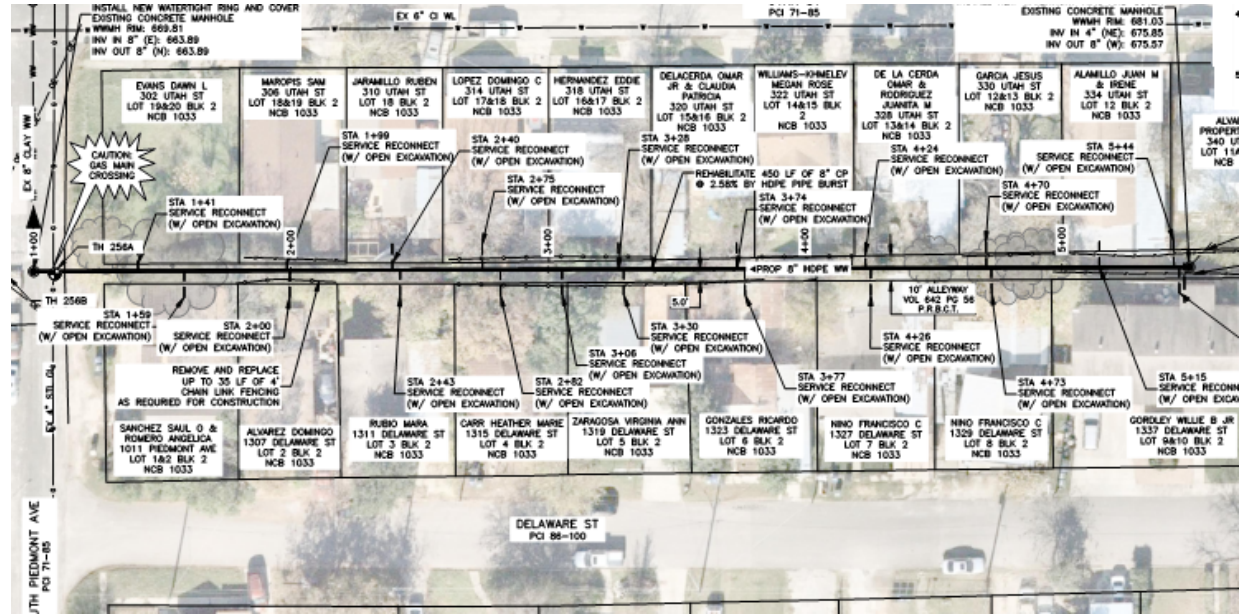 INSTALL NEW WATERTIGHT RING AND COVER
EXISTING CONCRETE MANHOLE
WWMH RIM: 669.81
INV IN 8" (E): 663.89
INV OUT 8" (N): 663.89
EX 6" CI WL
PCI 71-85
EXISTING CONCRETE MANHOLE
WWMH RIM: 681.03
INV IN 4" (NE): 675.85
INV OUT 8" (W): 675.57
EVANS DAWN L
302 UTAH ST
LOT 19&20 BLK 2
NCB 1033
MAROPIS SAM
306 UTAH ST
LOT 18&19 BLK 2
NCB 1033
JARAMILLO RUBEN
310 UTAH ST
LOT 18 BLK 2
NCB 1033
LOPEZ DOMINGO C
314 UTAH ST
LOT 17&18 BLK 2
NCB 1033
HERNANDEZ EDDIE
318 UTAH ST
LOT 16&17 BLK 2
NCB 1033
DELACERDA OMAR
JR & CLAUDIA
PATRICIA
320 UTAH ST
LOT 15&16 BLK 2
NCB 1033
WILLIAMS-KHMELEV
MEGAN ROSE
322 UTAH ST
LOT 14&15 BLK
2
NCB 1033
DE LA CERDA
OMAR &
RODRIGUEZ
JUANITA M
328 UTAH ST
LOT 13&14 BLK 2
NCB 1033
GARCIA JESUS
330 UTAH ST
LOT 12&13 BLK 2
NCB 1033
ALAMILLO JUAN M
& IRENE
334 UTAH ST
LOT 12 BLK 2
NCB 1033
ALVA
PROPERT
340 UT
LOT 11A
NCB
EX 8" CLAY WW
CAUTION:
GAS MAIN
CROSSING
STA 1+41
SERVICE RECONNECT
(W/ OPEN EXCAVATION)
STA 1+99
SERVICE RECONNECT
(W/ OPEN EXCAVATION)
STA 2+40
SERVICE RECONNECT
(W/ OPEN EXCAVATION)
STA 2+75
SERVICE RECONNECT
(W/ OPEN EXCAVATION)
STA 3+28
SERVICE RECONNECT
(W/ OPEN EXCAVATION)
REHABILITATE 450 LF OF 8" CP
@ 2.58% BY HDPE PIPE BURST
STA 3+74
SERVICE RECONNECT
(W/ OPEN EXCAVATION)
STA 4+24
SERVICE RECONNECT
(W/ OPEN EXCAVATION)
STA 4+70
SERVICE RECONNECT
(W/ OPEN EXCAVATION)
STA 5+44
SERVICE RECONNECT
(W/ OPEN EXCAVATION)
1+00
2+00
3+00
4+00
5+00
TH 256A
TH 256B
PROP 8" HDPE WW
5.0'
10' ALLEYWAY
VOL 642 PG 56
P.R.B.C.T.
STA 1+59
SERVICE RECONNECT
(W/ OPEN EXCAVATION)
STA 2+00
SERVICE RECONNECT
(W/ OPEN EXCAVATION)
REMOVE AND REPLACE
UP TO 35 LF OF 4'
CHAIN LINK FENCING
AS REQURIED FOR CONSTRUCTION
STA 2+43
SERVICE RECONNECT
(W/ OPEN EXCAVATION)
STA 2+82
SERVICE RECONNECT
(W/ OPEN EXCAVATION)
STA 3+06
SERVICE RECONNECT
(W/ OPEN EXCAVATION)
STA 3+30
SERVICE RECONNECT
(W/ OPEN EXCAVATION)
STA 3+77
SERVICE RECONNECT
(W/ OPEN EXCAVATION)
STA 4+26
SERVICE RECONNECT
(W/ OPEN EXCAVATION)
STA 4+73
SERVICE RECONNECT
(W/ OPEN EXCAVATION)
STA 5+15
SERVICE RECONN
(W/ OPEN EXCA
EX 4" STL GL
SANCHEZ SAUL O &
ROMERO ANGELICA
1011 PIEDMONT AVE
LOT 1&2 BLK 2
NCB 1033
ALVAREZ DOMINGO
1307 DELAWARE ST
LOT 2 BLK 2
NCB 1033
RUBIO MARA
1311 DELAWARE ST
LOT 3 BLK 2
NCB 1033
CARR HEATHER MARIE
1315 DELAWARE ST
LOT 4 BLK 2
NCB 1033
ZARAGOSA VIRGINIA ANN
1319 DELAWARE ST
LOT 5 BLK 2
NCB 1033
GONZALES RICARDO
1323 DELAWARE ST
LOT 6 BLK 2
NCB 1033
NINO FRANCISCO C
1327 DELAWARE ST
LOT 7 BLK 2
NCB 1033
NINO FRANCISCO C
1329 DELAWARE ST
LOT 8 BLK 2
NCB 1033
GORDLEY WILLIE B JR
1337 DELAWARE ST
LOT 9&10 BLK 2
NCB 1033
UTH PIEDMONT AVE
PCI 71-85
DELAWARE ST
PCI 86-100